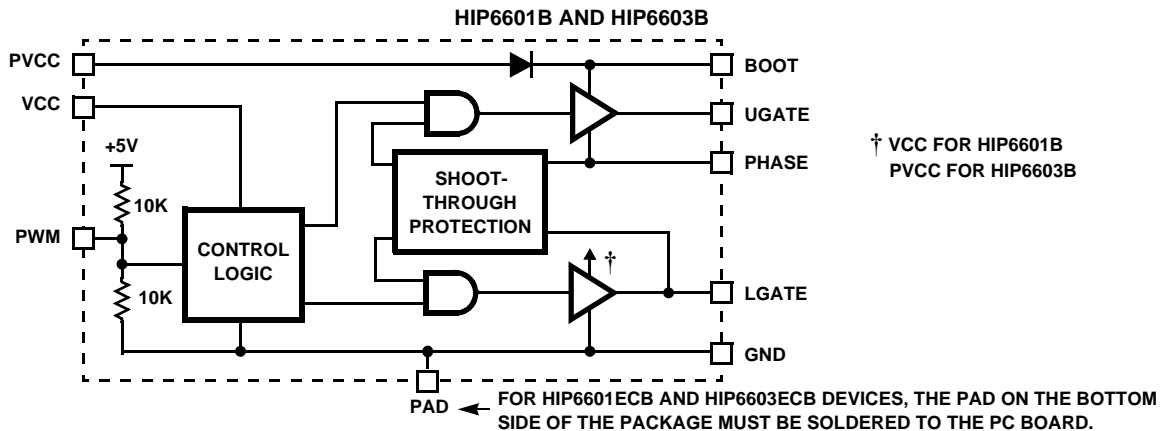 HIP6601B AND HIP6603B
PVCC
BOOT
VCC
UGATE
+5V
† VCC FOR HIP6601B
PVCC FOR HIP6603B
PHASE
SHOOT-
THROUGH
PROTECTION
10K
PWM
CONTROL
LOGIC
†
10K
LGATE
GND
PAD
FOR HIP6601ECB AND HIP6603ECB DEVICES, THE PAD ON THE BOTTOM
SIDE OF THE PACKAGE MUST BE SOLDERED TO THE PC BOARD.